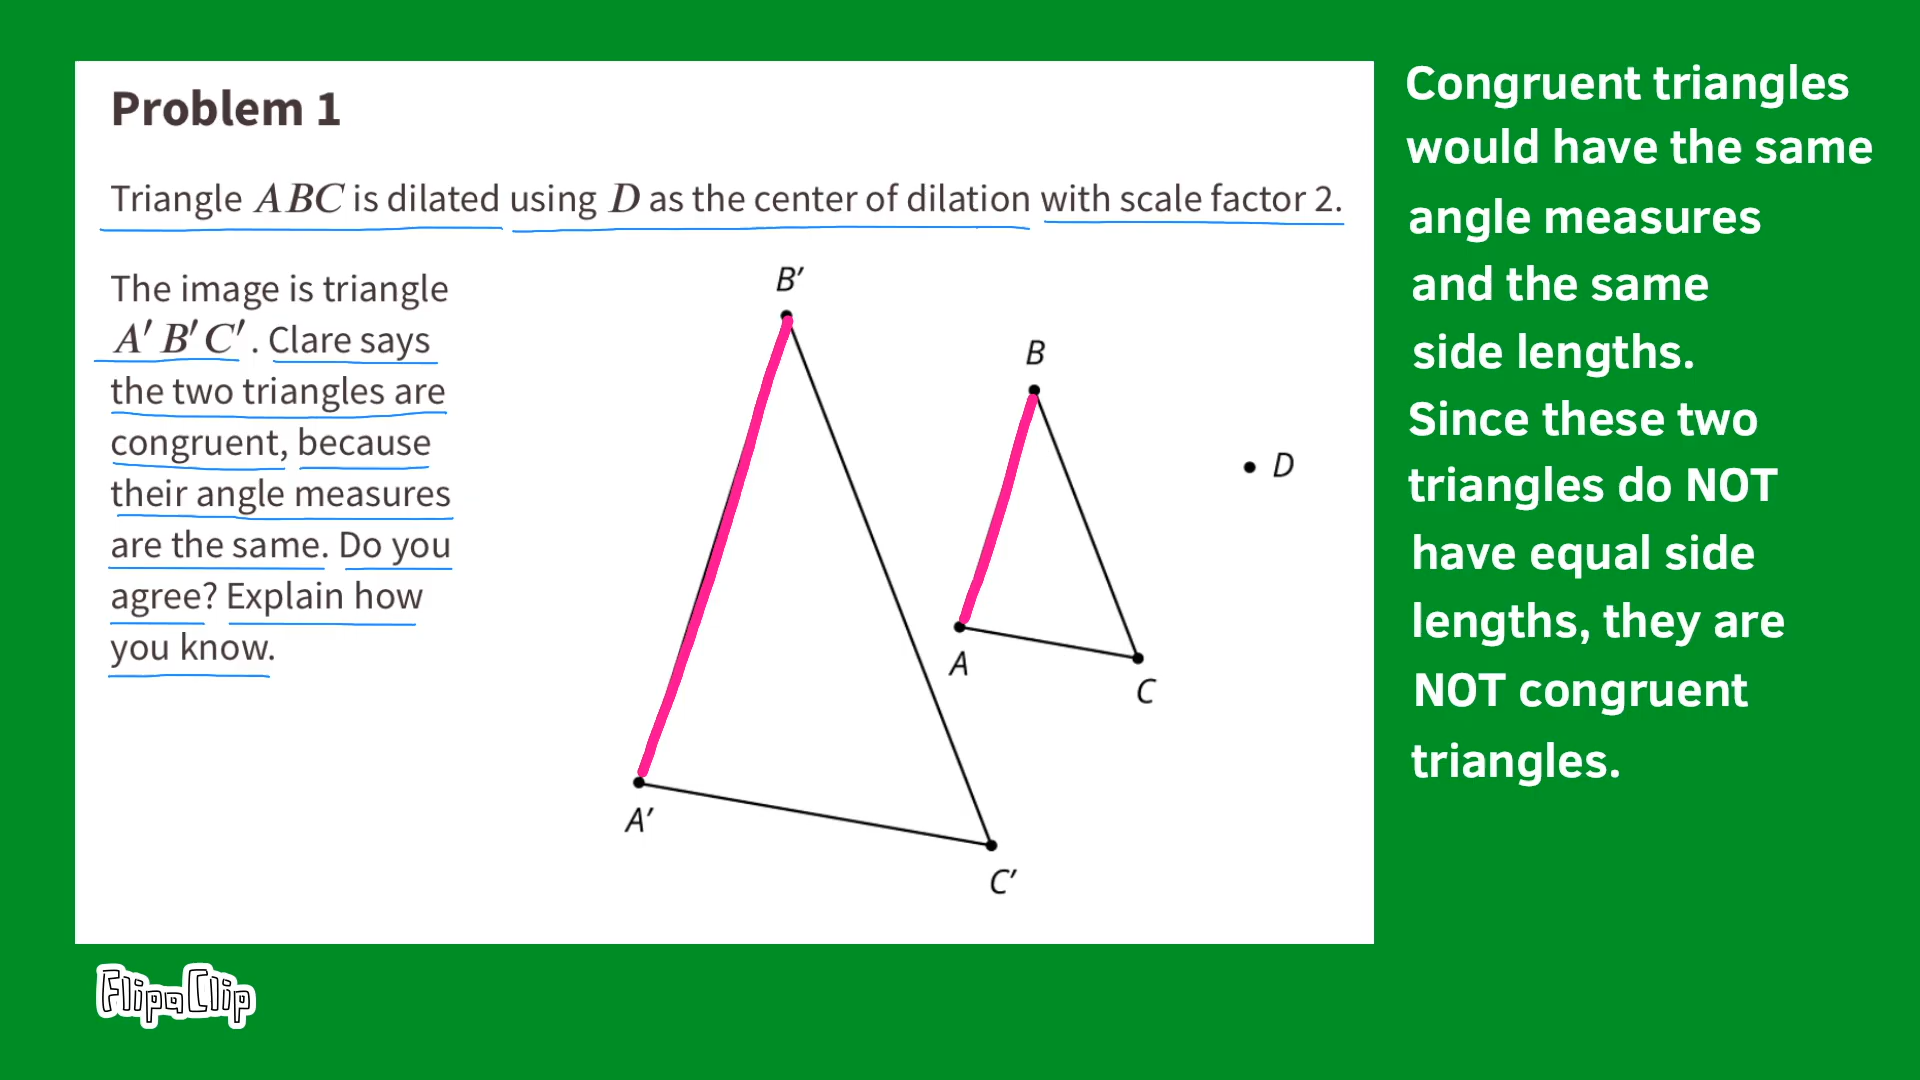 Problem 1
Triangle ABC is dilated using D as the center of dilation with scale factor 2.
The image is triangle
A′B′C′. Clare says
the two triangles are
congruent, because
their angle measures
are the same. Do you
agree? Explain how
you know.
B′
B
D
A
C
A′
C′
Congruent triangles
would have the same
angle measures
and the same
side lengths.
Since these two
triangles do NOT
have equal side
lengths, they are
NOT congruent
triangles.
FlipaClip